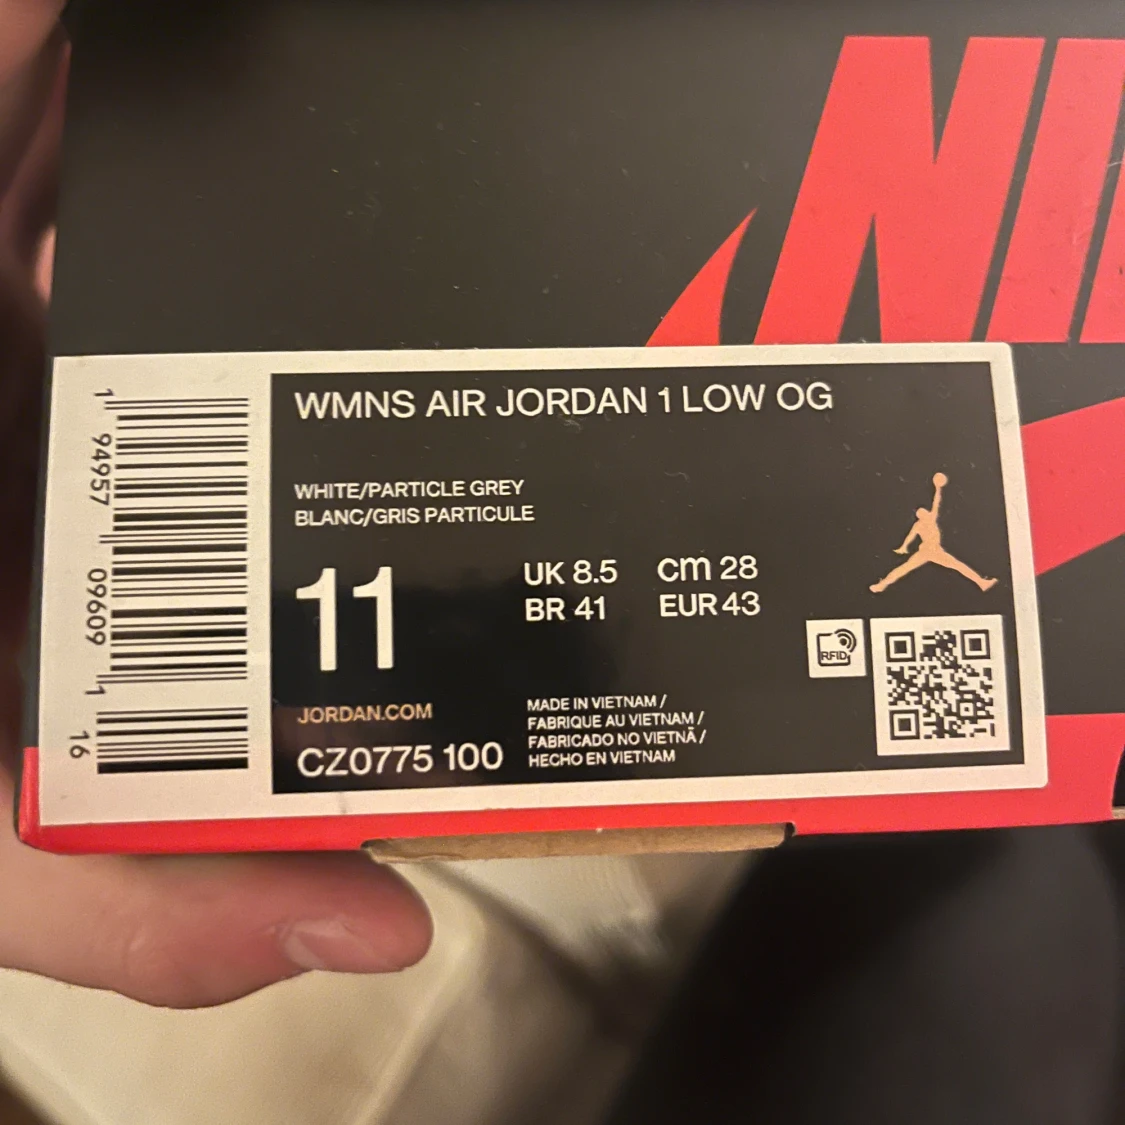 NI
WMNS AIR JORDAN 1 LOW OG
WHITE/PARTICLE GREY
BLANC/GRIS PARTICULE
11
UK 8.5 cm 28
BR 41 EUR 43
RFID
JORDAN.COM
CZ0775 100
MADE IN VIETNAM /
FABRIQUE AU VIETNAM /
FABRICADO NO VIETNÃ /
HECHO EN VIETNAM
1 94957 09609 1
16